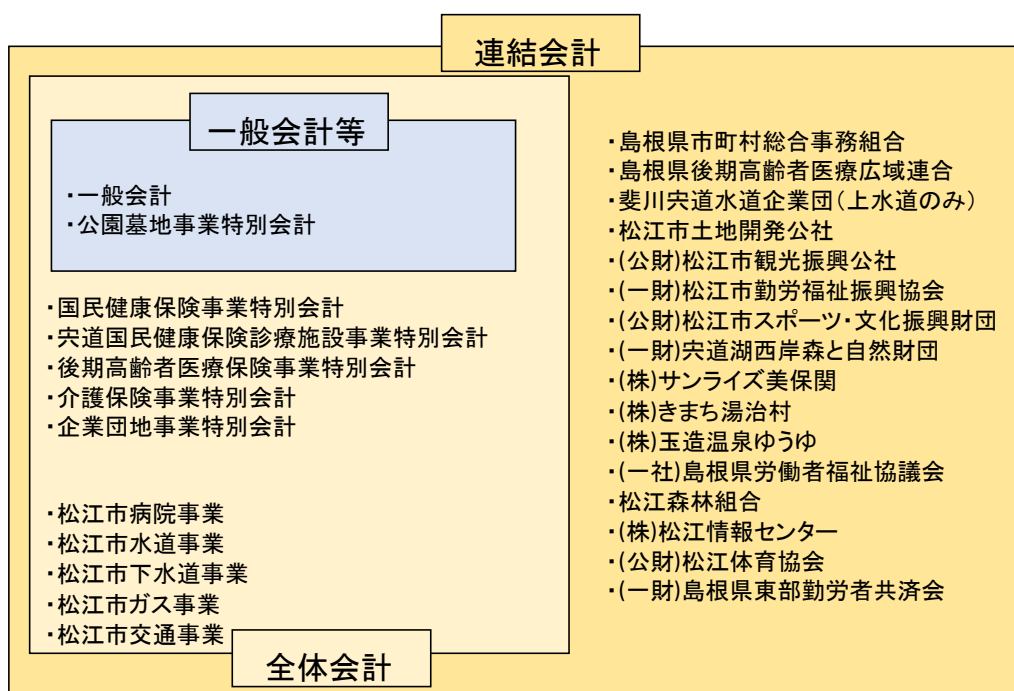 連結会計
一般会計等
・一般会計
・公園墓地事業特別会計
・国民健康保険事業特別会計
・宍道国民健康保険診療施設事業特別会計
・後期高齢者医療保険事業特別会計
・介護保険事業特別会計
・企業団地事業特別会計
・松江市病院事業
・松江市水道事業
・松江市下水道事業
・松江市ガス事業
・松江市交通事業
全体会計
・島根県市町村総合事務組合
・島根県後期高齢者医療広域連合
・斐川宍道水道企業団(上水道のみ)
・松江市土地開発公社
・(公財)松江市観光振興公社
・(一財)松江市勤労福祉振興協会
・(公財)松江市スポーツ・文化振興財団
・(一財)宍道湖西岸森と自然財団
・(株)サンライズ美保関
・(株)きまち湯治村
・(株)玉造温泉ゆうゆ
・(一社)島根県労働者福祉協議会
・松江森林組合
・(株)松江情報センター
・(公財)松江体育協会
・(一財)島根県東部勤労者共済会